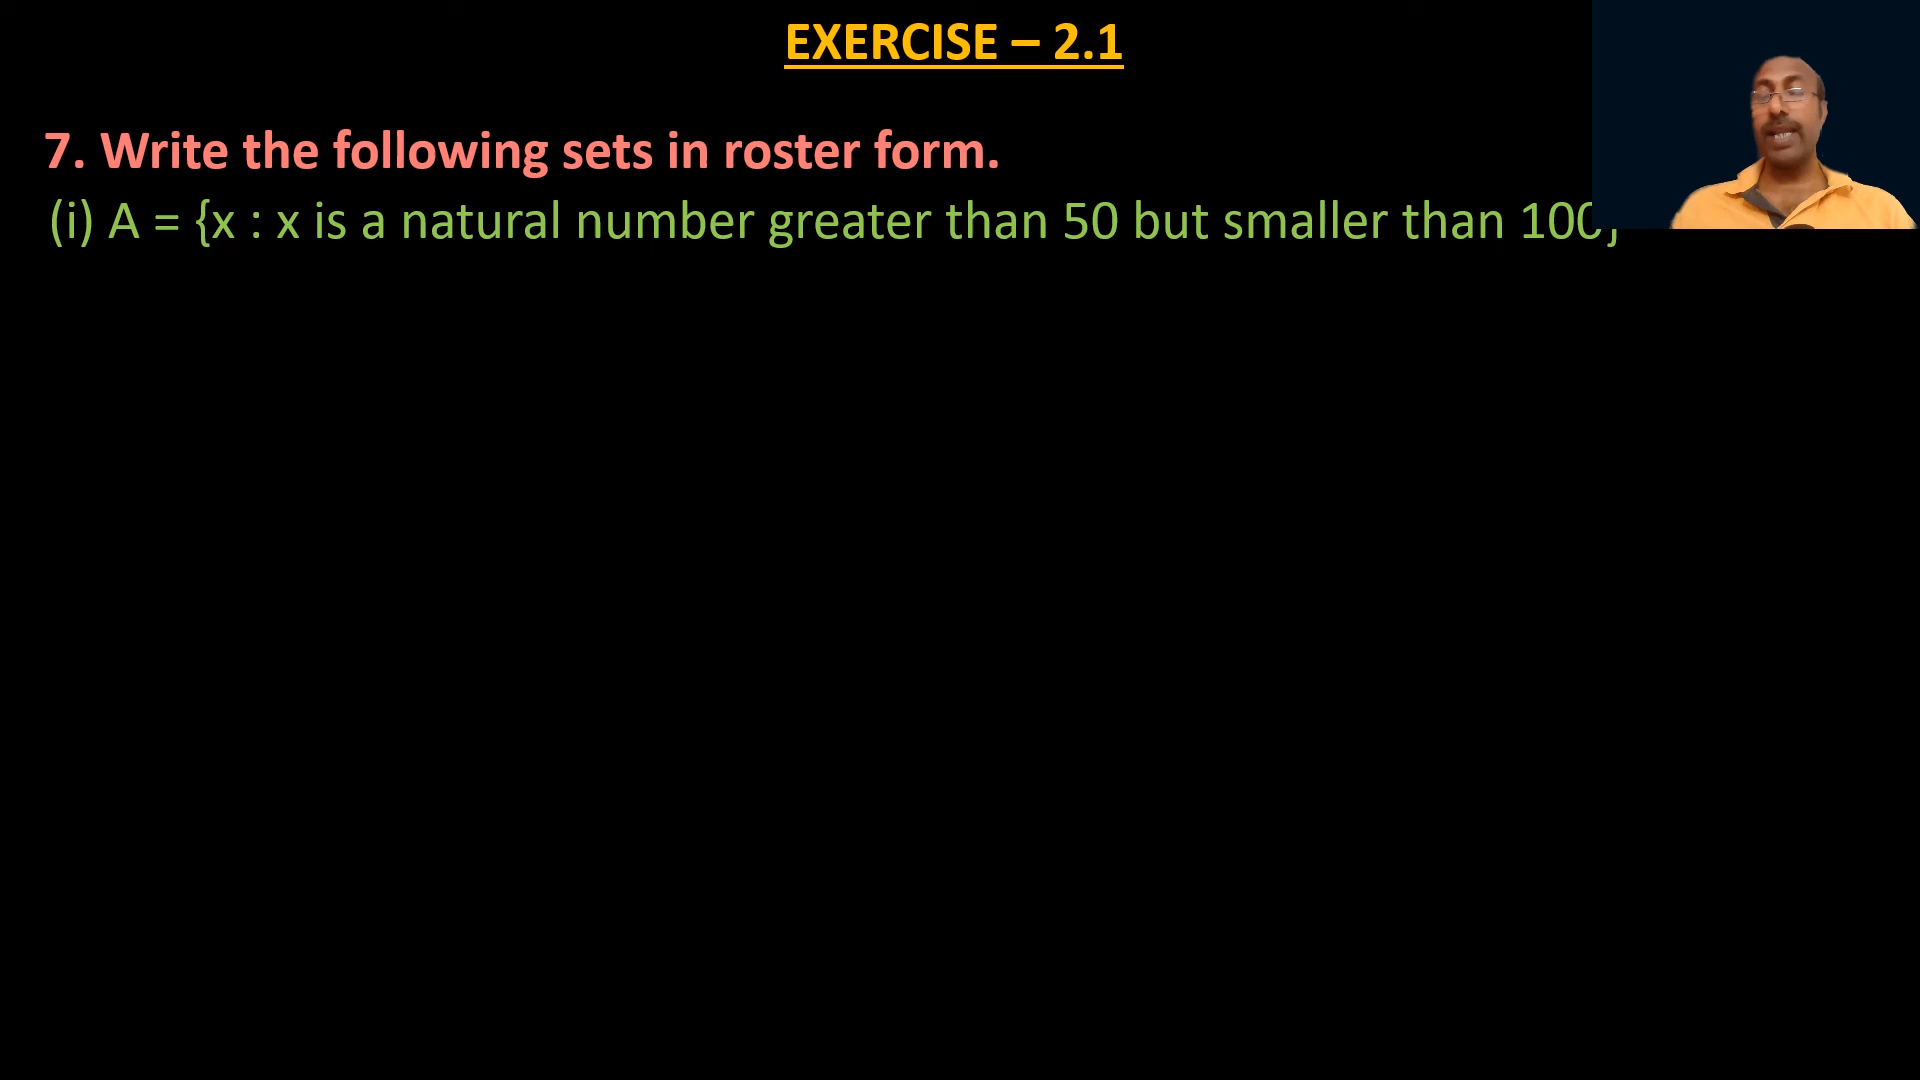 EXERCISE – 2.1
7. Write the following sets in roster form.
(i) A = {x : x is a natural number greater than 50 but smaller than 100}